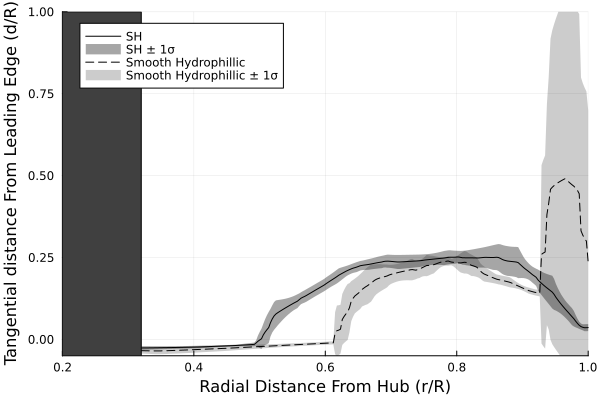 Tangential distance From Leading Edge (d/R)
1.00
0.75
0.50
0.25
0.00
SH
SH ± 1σ
Smooth Hydrophillic
Smooth Hydrophillic ± 1σ
0.2 0.4 0.6 0.8 1.0
Radial Distance From Hub (r/R)